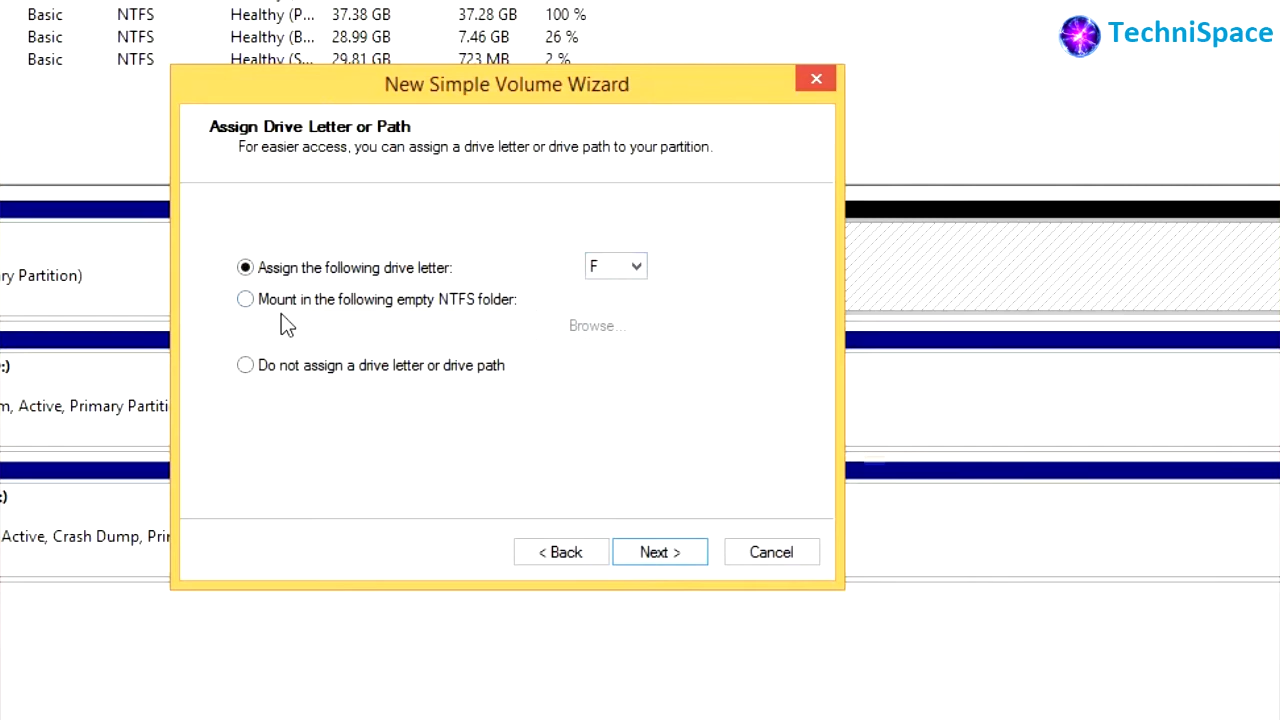 Basic NTFS Healthy (P... 37.38 GB 37.28 GB 100 %
Basic NTFS Healthy (B... 28.99 GB 7.46 GB 26 %
Basic NTFS Healthy (S... 29.81 GB 723 MB 2 %
TechniSpace
New Simple Volume Wizard
Assign Drive Letter or Path
For easier access, you can assign a drive letter or drive path to your partition.
Assign the following drive letter: F
Mount in the following empty NTFS folder:
Browse...
Do not assign a drive letter or drive path
< Back Next > Cancel
ry Partition)
:)
m, Active, Primary Partiti
:)
Active, Crash Dump, Pri